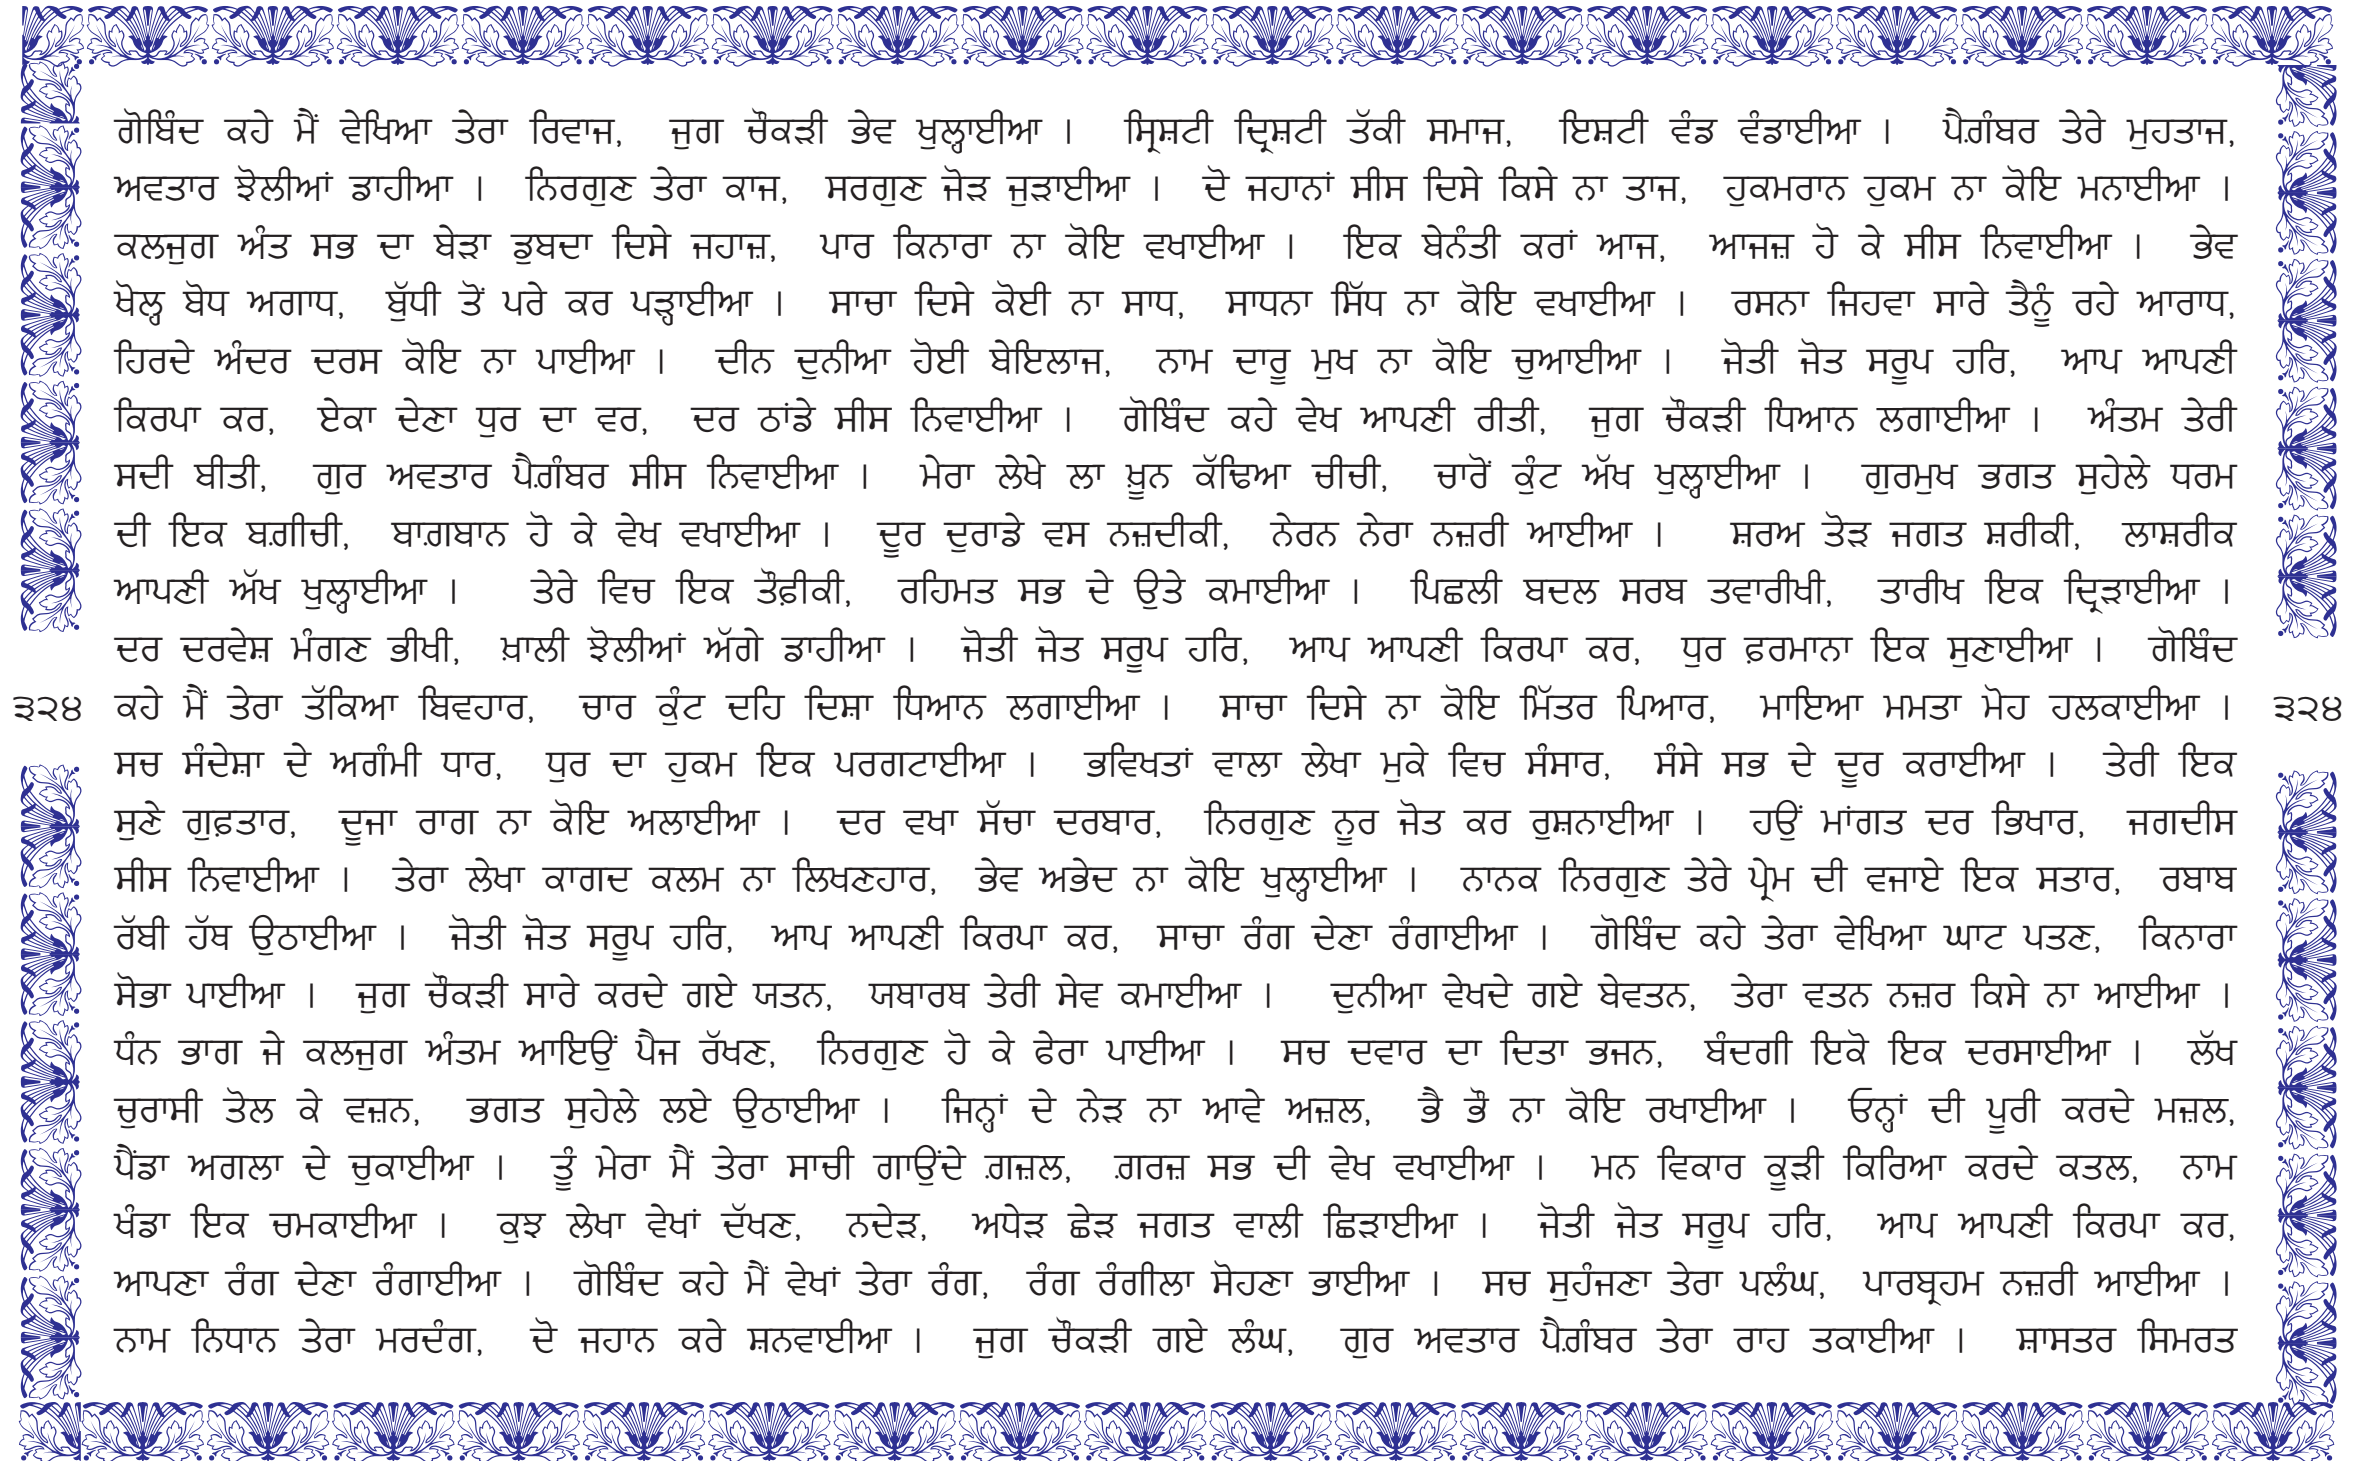 ਗੋਬਿੰਦ ਕਹੇ ਮੈਂ ਵੇਖਿਆ ਤੇਰਾ ਰਿਵਾਜ, ਜੁਗ ਚੌਕੜੀ ਭੇਵ ਖੁਲ੍ਹਾਈਆ । ਸ੍ਰਿਸ਼ਟੀ ਦ੍ਰਿਸ਼ਟੀ ਤੱਕੀ ਸਮਾਜ, ਇਸ਼ਟੀ ਵੰਡ ਵੰਡਾਈਆ । ਪੈਗ਼ੰਬਰ ਤੇਰੇ ਮੁਹਤਾਜ,
ਅਵਤਾਰ ਝੋਲੀਆਂ ਡਾਹੀਆ । ਨਿਰਗੁਣ ਤੇਰਾ ਕਾਜ, ਸਰਗੁਣ ਜੋੜ ਜੁੜਾਈਆ । ਦੋ ਜਹਾਨਾਂ ਸੀਸ ਦਿਸੇ ਕਿਸੇ ਨਾ ਤਾਜ, ਹੁਕਮਰਾਨ ਹੁਕਮ ਨਾ ਕੋਇ ਮਨਾਈਆ ।
ਕਲਜੁਗ ਅੰਤ ਸਭ ਦਾ ਬੇੜਾ ਡੁਬਦਾ ਦਿਸੇ ਜਹਾਜ਼, ਪਾਰ ਕਿਨਾਰਾ ਨਾ ਕੋਇ ਵਖਾਈਆ । ਇਕ ਬੇਨੰਤੀ ਕਰਾਂ ਆਜ, ਆਜਜ਼ ਹੋ ਕੇ ਸੀਸ ਨਿਵਾਈਆ । ਭੇਵ
ਖੋਲ੍ਹ ਬੋਧ ਅਗਾਧ, ਬੁੱਧੀ ਤੋਂ ਪਰੇ ਕਰ ਪੜ੍ਹਾਈਆ । ਸਾਚਾ ਦਿਸੇ ਕੋਈ ਨਾ ਸਾਧ, ਸਾਧਨਾ ਸਿੱਧ ਨਾ ਕੋਇ ਵਖਾਈਆ । ਰਸਨਾ ਜਿਹਵਾ ਸਾਰੇ ਤੈਨੂੰ ਰਹੇ ਆਰਾਧ,
ਹਿਰਦੇ ਅੰਦਰ ਦਰਸ ਕੋਇ ਨਾ ਪਾਈਆ । ਦੀਨ ਦੁਨੀਆ ਹੋਈ ਬੇਇਲਾਜ, ਨਾਮ ਦਾਰੂ ਮੁਖ ਨਾ ਕੋਇ ਚੁਆਈਆ । ਜੋਤੀ ਜੋਤ ਸਰੂਪ ਹਰਿ, ਆਪ ਆਪਣੀ
ਕਿਰਪਾ ਕਰ, ਏਕਾ ਦੇਣਾ ਧੁਰ ਦਾ ਵਰ, ਦਰ ਠਾਂਡੇ ਸੀਸ ਨਿਵਾਈਆ । ਗੋਬਿੰਦ ਕਹੇ ਵੇਖ ਆਪਣੀ ਰੀਤੀ, ਜੁਗ ਚੌਕੜੀ ਧਿਆਨ ਲਗਾਈਆ । ਅੰਤਮ ਤੇਰੀ
ਸਦੀ ਬੀਤੀ, ਗੁਰ ਅਵਤਾਰ ਪੈਗ਼ੰਬਰ ਸੀਸ ਨਿਵਾਈਆ । ਮੇਰਾ ਲੇਖੇ ਲਾ ਖ਼ੂਨ ਕੱਢਿਆ ਚੀਚੀ, ਚਾਰੋਂ ਕੁੰਟ ਅੱਖ ਖੁਲ੍ਹਾਈਆ । ਗੁਰਮੁਖ ਭਗਤ ਸੁਹੇਲੇ ਧਰਮ
ਦੀ ਇਕ ਬਗ਼ੀਚੀ, ਬਾਗ਼ਬਾਨ ਹੋ ਕੇ ਵੇਖ ਵਖਾਈਆ । ਦੂਰ ਦੁਰਾਡੇ ਵਸ ਨਜ਼ਦੀਕੀ, ਨੇਰਨ ਨੇਰਾ ਨਜ਼ਰੀ ਆਈਆ । ਸ਼ਰਅ ਤੋੜ ਜਗਤ ਸ਼ਰੀਕੀ, ਲਾਸ਼ਰੀਕ
ਆਪਣੀ ਅੱਖ ਖੁਲ੍ਹਾਈਆ । ਤੇਰੇ ਵਿਚ ਇਕ ਤੌਫ਼ੀਕੀ, ਰਹਿਮਤ ਸਭ ਦੇ ਉਤੇ ਕਮਾਈਆ । ਪਿਛਲੀ ਬਦਲ ਸਰਬ ਤਵਾਰੀਖੀ, ਤਾਰੀਖ ਇਕ ਦ੍ਰਿੜਾਈਆ ।
ਦਰ ਦਰਵੇਸ਼ ਮੰਗਣ ਭੀਖੀ, ਖ਼ਾਲੀ ਝੋਲੀਆਂ ਅੱਗੇ ਡਾਹੀਆ । ਜੋਤੀ ਜੋਤ ਸਰੂਪ ਹਰਿ, ਆਪ ਆਪਣੀ ਕਿਰਪਾ ਕਰ, ਧੁਰ ਫ਼ਰਮਾਨਾ ਇਕ ਸੁਣਾਈਆ । ਗੋਬਿੰਦ
੩੨੪ ਕਹੇ ਮੈਂ ਤੇਰਾ ਤੱਕਿਆ ਬਿਵਹਾਰ, ਚਾਰ ਕੁੰਟ ਦਹਿ ਦਿਸ਼ਾ ਧਿਆਨ ਲਗਾਈਆ । ਸਾਚਾ ਦਿਸੇ ਨਾ ਕੋਇ ਮਿੱਤਰ ਪਿਆਰ, ਮਾਇਆ ਮਮਤਾ ਮੋਹ ਹਲਕਾਈਆ । ੩੨੪
ਸਚ ਸੰਦੇਸ਼ਾ ਦੇ ਅਗੰਮੀ ਧਾਰ, ਧੁਰ ਦਾ ਹੁਕਮ ਇਕ ਪਰਗਟਾਈਆ । ਭਵਿਖਤਾਂ ਵਾਲਾ ਲੇਖਾ ਮੁਕੇ ਵਿਚ ਸੰਸਾਰ, ਸੰਸੇ ਸਭ ਦੇ ਦੂਰ ਕਰਾਈਆ । ਤੇਰੀ ਇਕ
ਸੁਣੇ ਗੁਫ਼ਤਾਰ, ਦੂਜਾ ਰਾਗ ਨਾ ਕੋਇ ਅਲਾਈਆ । ਦਰ ਵਖਾ ਸੱਚਾ ਦਰਬਾਰ, ਨਿਰਗੁਣ ਨੂਰ ਜੋਤ ਕਰ ਰੁਸ਼ਨਾਈਆ । ਹਉਂ ਮਾਂਗਤ ਦਰ ਭਿਖਾਰ, ਜਗਦੀਸ
ਸੀਸ ਨਿਵਾਈਆ । ਤੇਰਾ ਲੇਖਾ ਕਾਗਦ ਕਲਮ ਨਾ ਲਿਖਣਹਾਰ, ਭੇਵ ਅਭੇਦ ਨਾ ਕੋਇ ਖੁਲ੍ਹਾਈਆ । ਨਾਨਕ ਨਿਰਗੁਣ ਤੇਰੇ ਪ੍ਰੇਮ ਦੀ ਵਜਾਏ ਇਕ ਸਤਾਰ, ਰਬਾਬ
ਰੱਬੀ ਹੱਥ ਉਠਾਈਆ । ਜੋਤੀ ਜੋਤ ਸਰੂਪ ਹਰਿ, ਆਪ ਆਪਣੀ ਕਿਰਪਾ ਕਰ, ਸਾਚਾ ਰੰਗ ਦੇਣਾ ਰੰਗਾਈਆ । ਗੋਬਿੰਦ ਕਹੇ ਤੇਰਾ ਵੇਖਿਆ ਘਾਟ ਪਤਣ, ਕਿਨਾਰਾ
ਸੋਭਾ ਪਾਈਆ । ਜੁਗ ਚੌਕੜੀ ਸਾਰੇ ਕਰਦੇ ਗਏ ਯਤਨ, ਯਥਾਰਥ ਤੇਰੀ ਸੇਵ ਕਮਾਈਆ । ਦੁਨੀਆ ਵੇਖਦੇ ਗਏ ਬੇਵਤਨ, ਤੇਰਾ ਵਤਨ ਨਜ਼ਰ ਕਿਸੇ ਨਾ ਆਈਆ ।
ਧੰਨ ਭਾਗ ਜੇ ਕਲਜੁਗ ਅੰਤਮ ਆਇਉਂ ਪੈਜ ਰੱਖਣ, ਨਿਰਗੁਣ ਹੋ ਕੇ ਫੇਰਾ ਪਾਈਆ । ਸਚ ਦਵਾਰ ਦਾ ਦਿਤਾ ਭਜਨ, ਬੰਦਗੀ ਇਕੋ ਇਕ ਦਰਸਾਈਆ । ਲੱਖ
ਚੁਰਾਸੀ ਤੋਲ ਕੇ ਵਜ਼ਨ, ਭਗਤ ਸੁਹੇਲੇ ਲਏ ਉਠਾਈਆ । ਜਿਨ੍ਹਾਂ ਦੇ ਨੇੜ ਨਾ ਆਵੇ ਅਜ਼ਲ, ਭੈ ਭੌ ਨਾ ਕੋਇ ਰਖਾਈਆ । ਓਨ੍ਹਾਂ ਦੀ ਪੂਰੀ ਕਰਦੇ ਮਜ਼ਲ,
ਪੈਂਡਾ ਅਗਲਾ ਦੇ ਚੁਕਾਈਆ । ਤੂੰ ਮੇਰਾ ਮੈਂ ਤੇਰਾ ਸਾਚੀ ਗਾਉਂਦੇ ਗ਼ਜ਼ਲ, ਗ਼ਰਜ਼ ਸਭ ਦੀ ਵੇਖ ਵਖਾਈਆ । ਮਨ ਵਿਕਾਰ ਕੂੜੀ ਕਿਰਿਆ ਕਰਦੇ ਕਤਲ, ਨਾਮ
ਖੰਡਾ ਇਕ ਚਮਕਾਈਆ । ਕੁਝ ਲੇਖਾ ਵੇਖਾਂ ਦੱਖਣ, ਨਦੇੜ, ਅਧੇੜ ਛੇੜ ਜਗਤ ਵਾਲੀ ਛਿੜਾਈਆ । ਜੋਤੀ ਜੋਤ ਸਰੂਪ ਹਰਿ, ਆਪ ਆਪਣੀ ਕਿਰਪਾ ਕਰ,
ਆਪਣਾ ਰੰਗ ਦੇਣਾ ਰੰਗਾਈਆ । ਗੋਬਿੰਦ ਕਹੇ ਮੈਂ ਵੇਖਾਂ ਤੇਰਾ ਰੰਗ, ਰੰਗ ਰੰਗੀਲਾ ਸੋਹਣਾ ਭਾਈਆ । ਸਚ ਸੁਹੰਜਣਾ ਤੇਰਾ ਪਲੰਘ, ਪਾਰਬ੍ਰਹਮ ਨਜ਼ਰੀ ਆਈਆ ।
ਨਾਮ ਨਿਧਾਨ ਤੇਰਾ ਮਰਦੰਗ, ਦੋ ਜਹਾਨ ਕਰੇ ਸ਼ਨਵਾਈਆ । ਜੁਗ ਚੌਕੜੀ ਗਏ ਲੰਘ, ਗੁਰ ਅਵਤਾਰ ਪੈਗ਼ੰਬਰ ਤੇਰਾ ਰਾਹ ਤਕਾਈਆ । ਸ਼ਾਸਤਰ ਸਿਮਰਤ